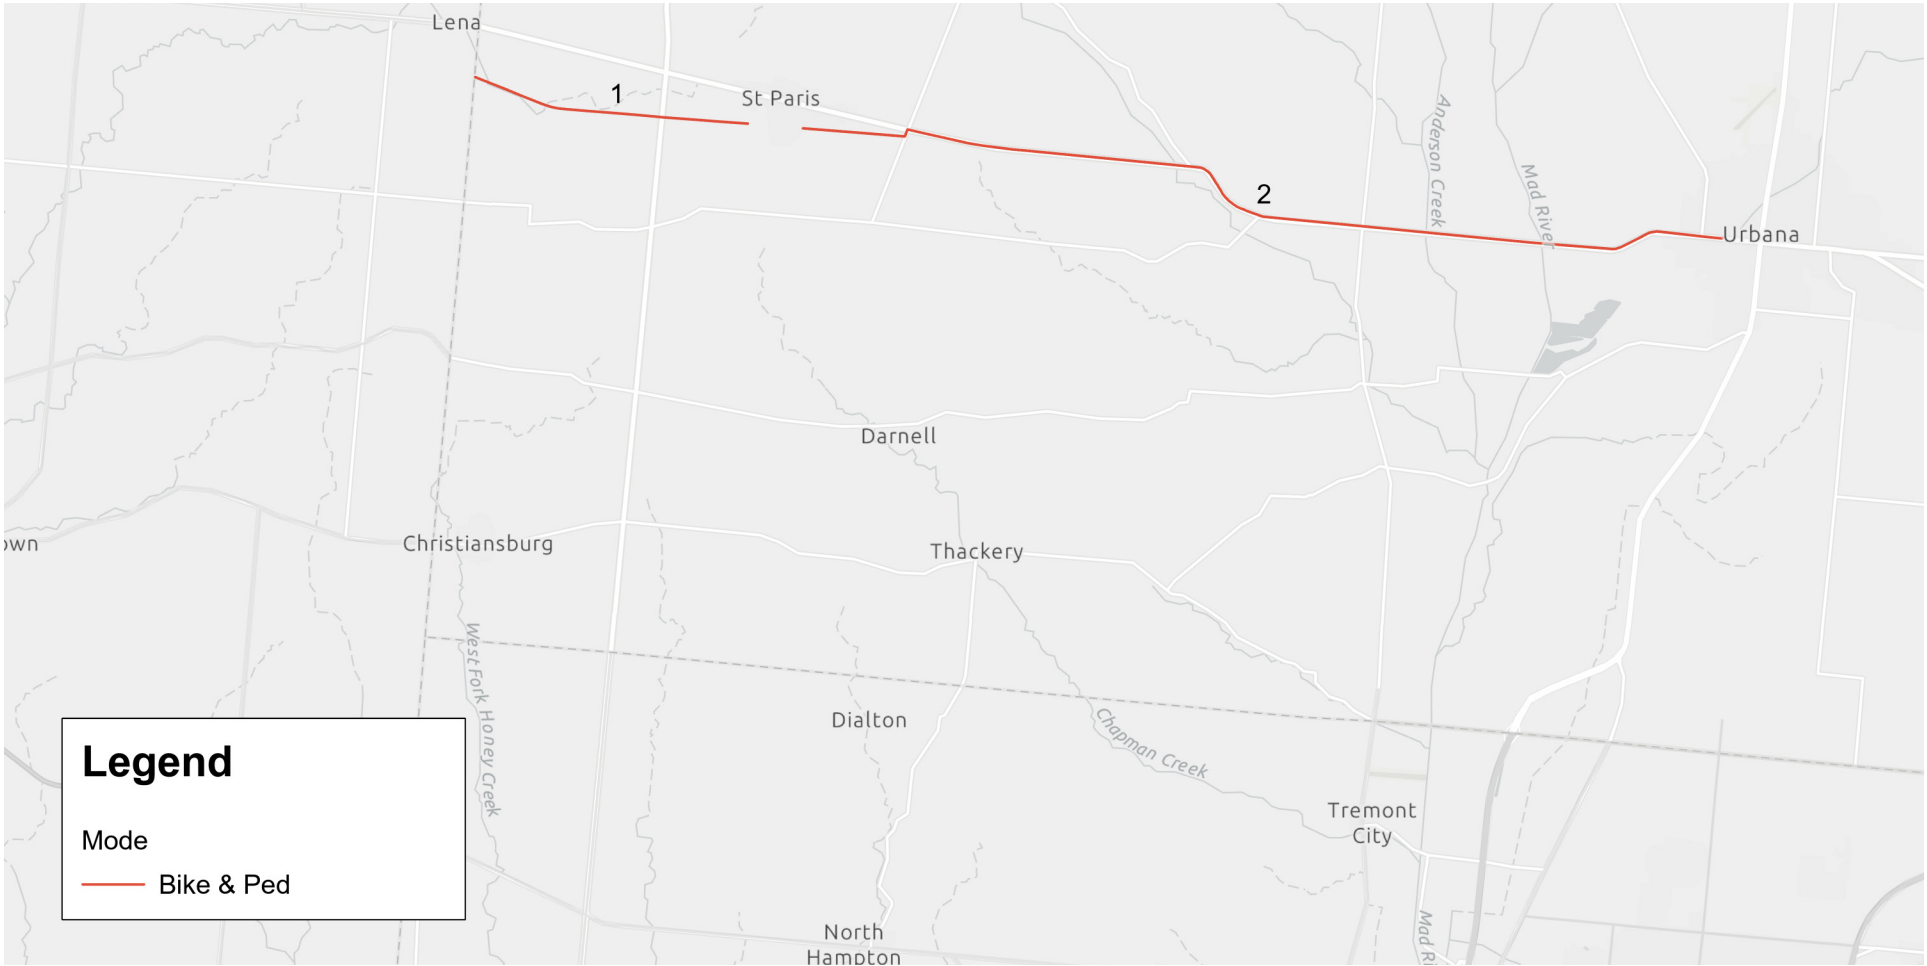 Lena
1
St Paris
2
Anderson Creek
Mad River
Urbana
Darnell
own
Christiansburg
Thackery
West Fork Honey Creek
Dialton
Chapman Creek
Tremont
City
North
Hampton
Mad Ri
Legend
Mode
Bike & Ped